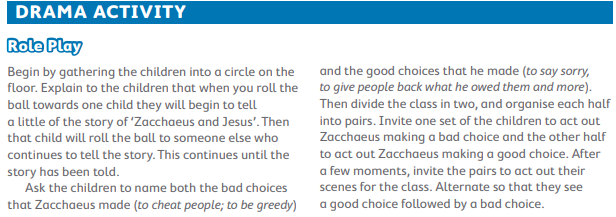 DRAMA ACTIVITY
Role Play
Begin by gathering the children into a circle on the
floor. Explain to the children that when you roll the
ball towards one child they will begin to tell
a little of the story of ‘Zacchaeus and Jesus’. Then
that child will roll the ball to someone else who
continues to tell the story. This continues until the
story has been told.
Ask the children to name both the bad choices
that Zacchaeus made (to cheat people; to be greedy)
and the good choices that he made (to say sorry,
to give people back what he owed them and more).
Then divide the class in two, and organise each half
into pairs. Invite one set of the children to act out
Zacchaeus making a bad choice and the other half
to act out Zacchaeus making a good choice. After
a few moments, invite the pairs to act out their
scenes for the class. Alternate so that they see
a good choice followed by a bad choice.